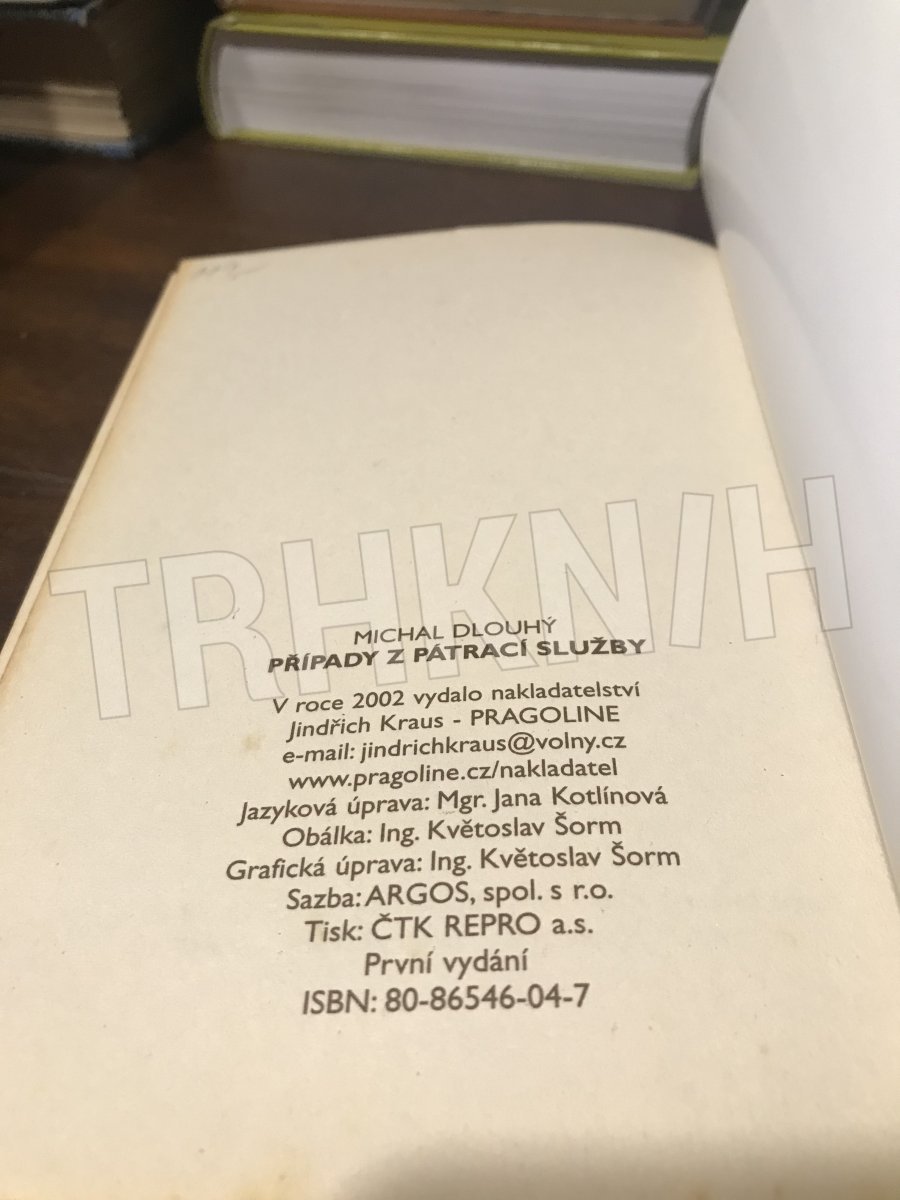 TRHKN/H
MICHAL DLOUHÝ
PŘÍPADY Z PÁTRACÍ SLUŽBY
V roce 2002 vydalo nakladatelství
Jindřich Kraus - PRAGOLINE
e-mail: jindrichkraus@volny.cz
www.pragoline.cz/nakladatel
Jazyková úprava: Mgr. Jana Kotlínová
Obálka: Ing. Květoslav Šorm
Grafická úprava: Ing. Květoslav Šorm
Sazba: ARGOS, spol. s r.o.
Tisk: ČTK REPRO a.s.
První vydání
ISBN: 80-86546-04-7